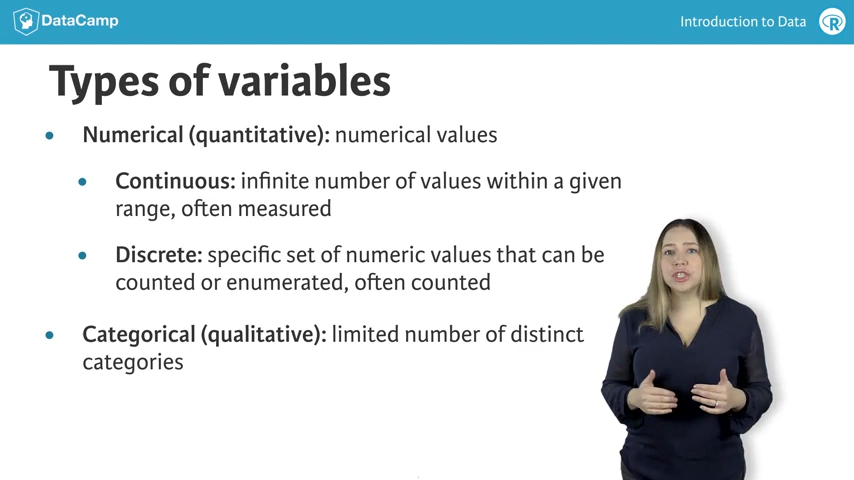 DataCamp
Introduction to Data
R
Types of variables
• Numerical (quantitative): numerical values
• Continuous: infinite number of values within a given
range, often measured
• Discrete: specific set of numeric values that can be
counted or enumerated, often counted
• Categorical (qualitative): limited number of distinct
categories